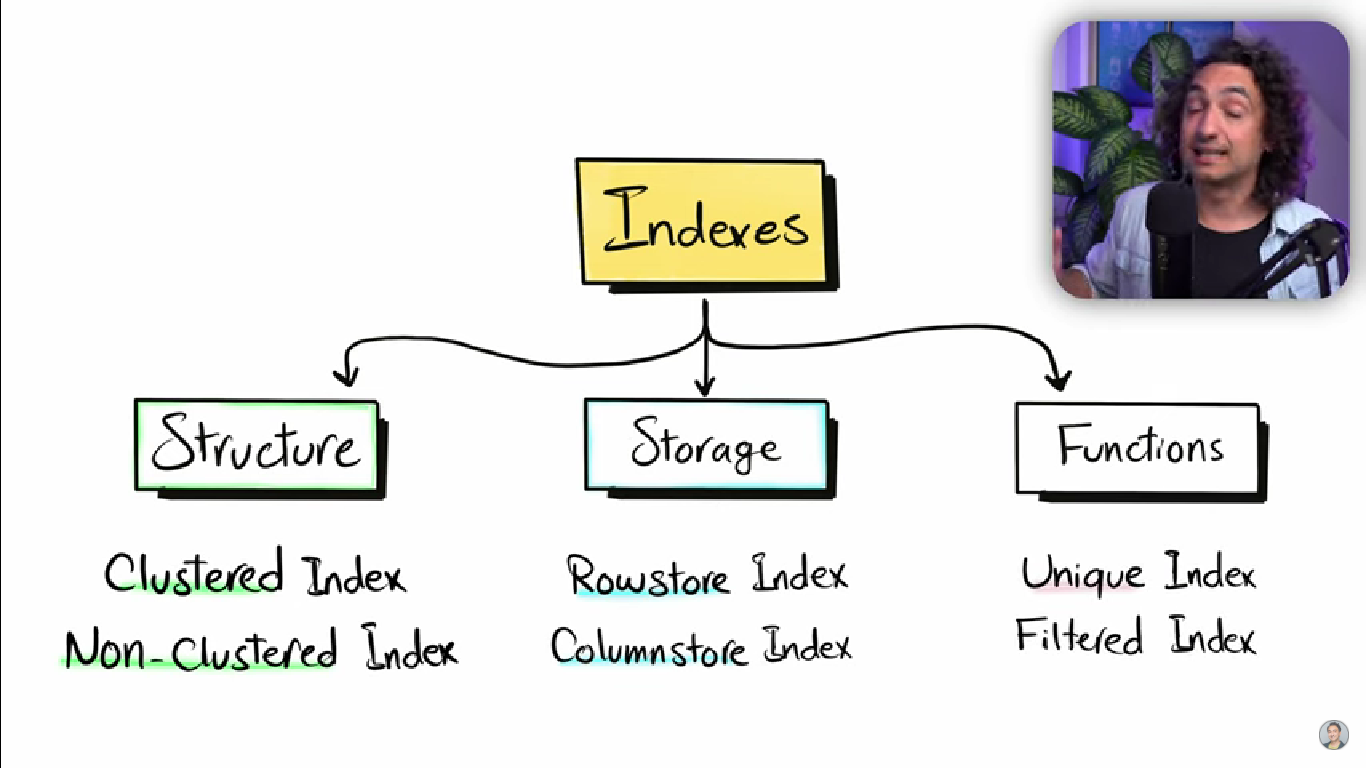 Indexes
Structure
Storage
Functions
Clustered Index
Non-Clustered Index
Rowstore Index
Columnstore Index
Unique Index
Filtered Index